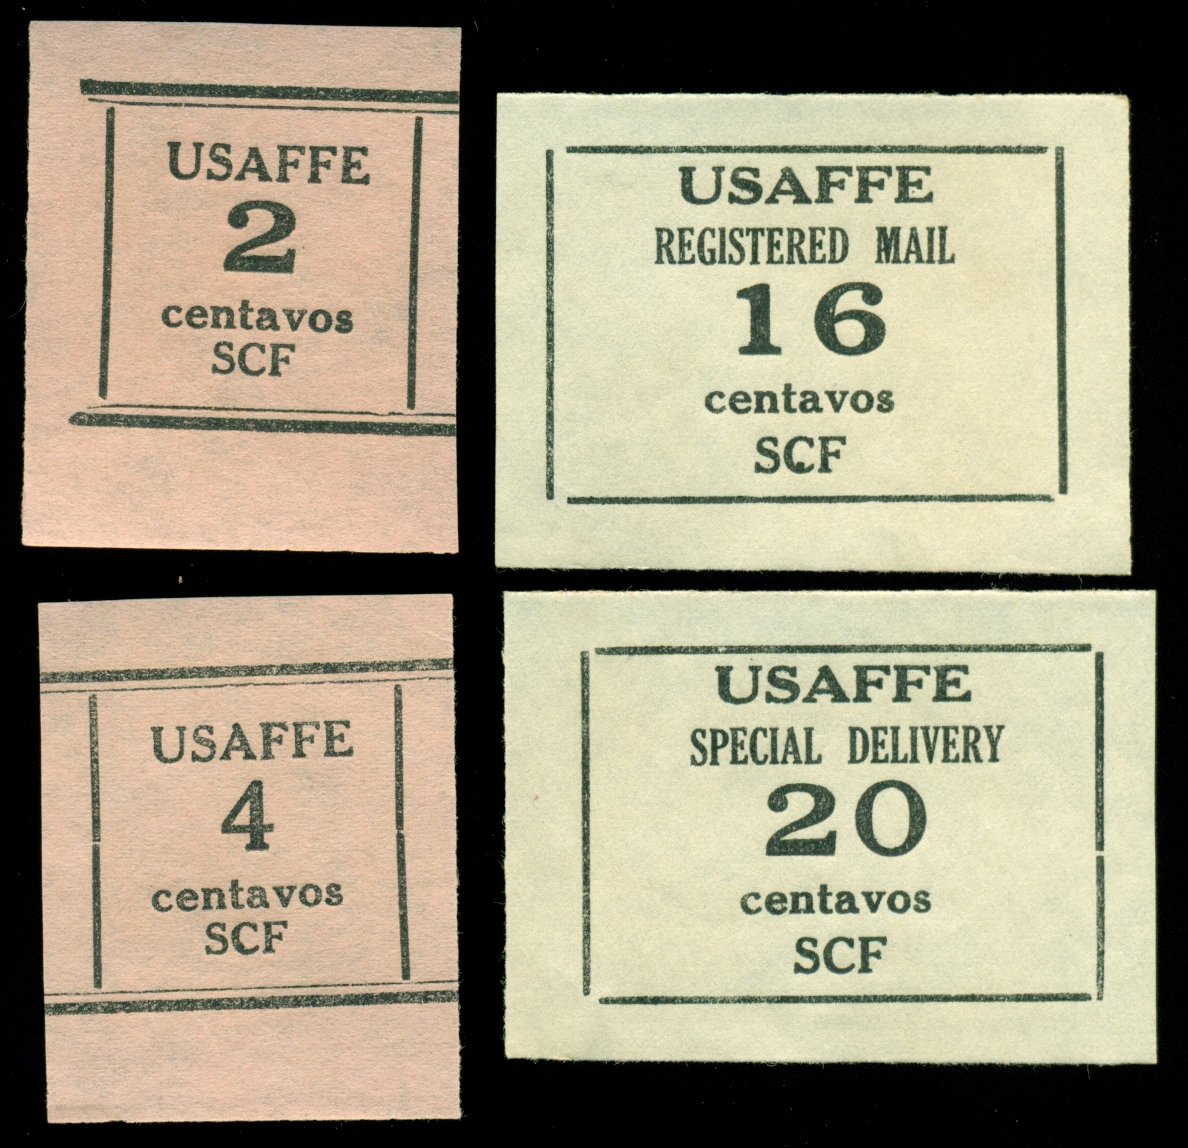 USAFFE
2
centavos
SCF
USAFFE
REGISTERED MAIL
16
centavos
SCF
USAFFE
4
centavos
SCF
USAFFE
SPECIAL DELIVERY
20
centavos
SCF